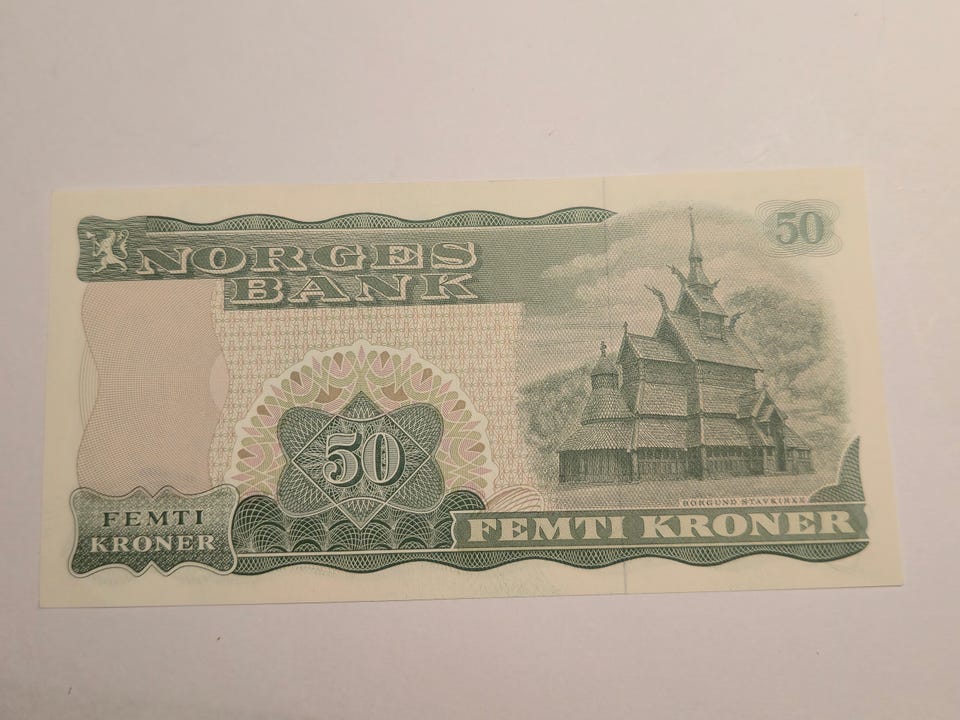 NORGES
BANK
50
50
FEMTI
KRONER
BORGUND STAVKIRKE
FEMTI KRONER